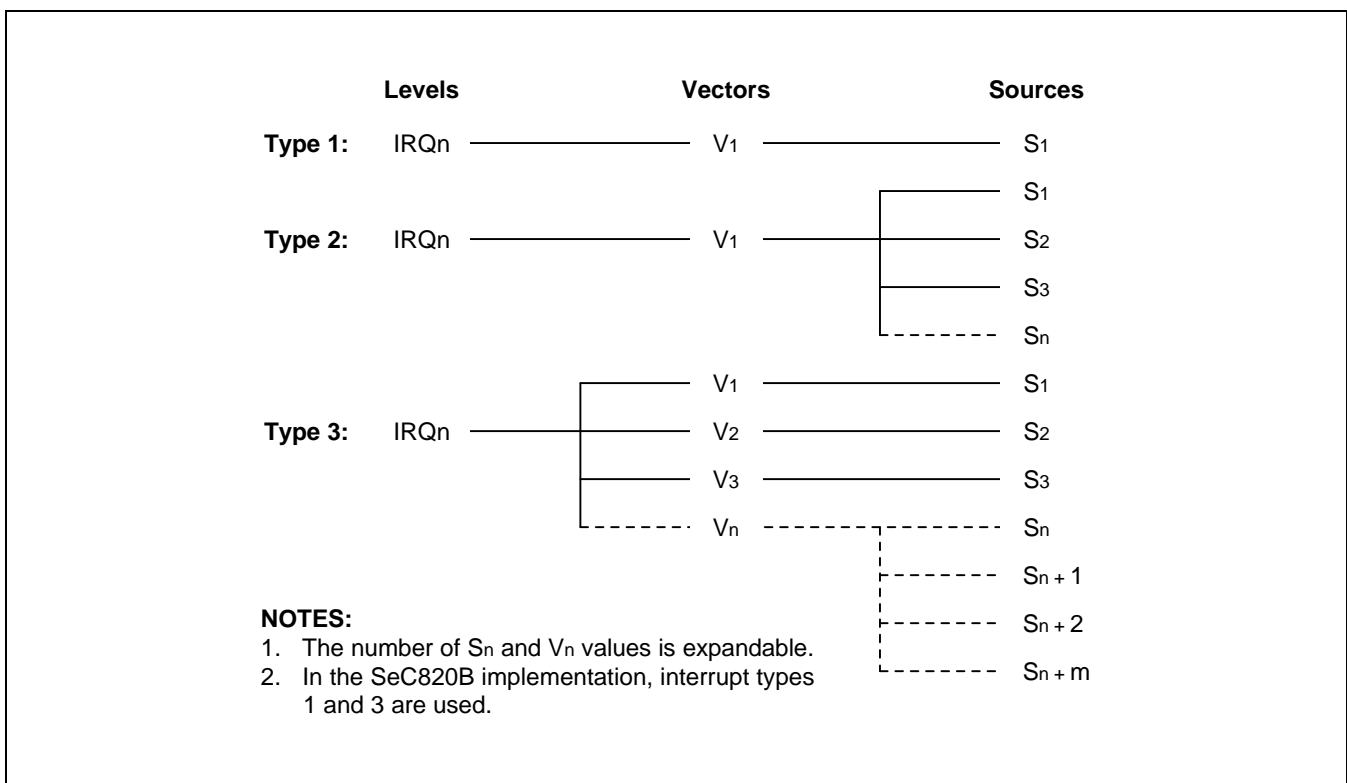 Levels Vectors Sources
Type 1: IRQn V1 S1
S1
Type 2: IRQn V1 S2
S3
Sn
V1 S1
Type 3: IRQn V2 S2
V3 S3
Vn Sn
Sn + 1
Sn + 2
Sn + m
NOTES:
1. The number of Sn and Vn values is expandable.
2. In the SeC820B implementation, interrupt types
1 and 3 are used.